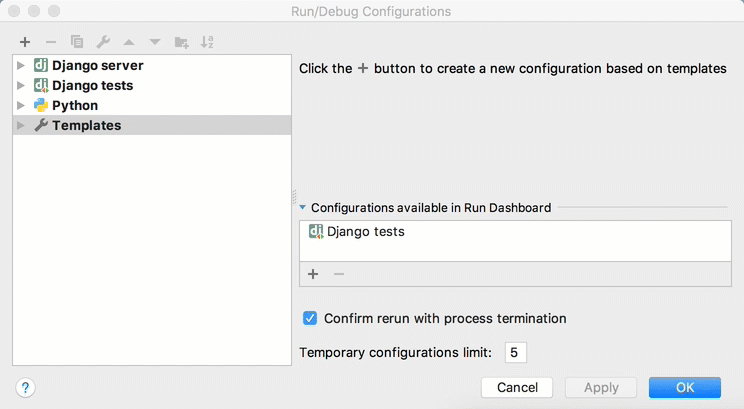 Run/Debug Configurations
Django server
Django tests
Python
Templates
Click the + button to create a new configuration based on templates
Configurations available in Run Dashboard
Django tests
Confirm rerun with process termination
Temporary configurations limit: 5
?
Cancel
Apply
OK